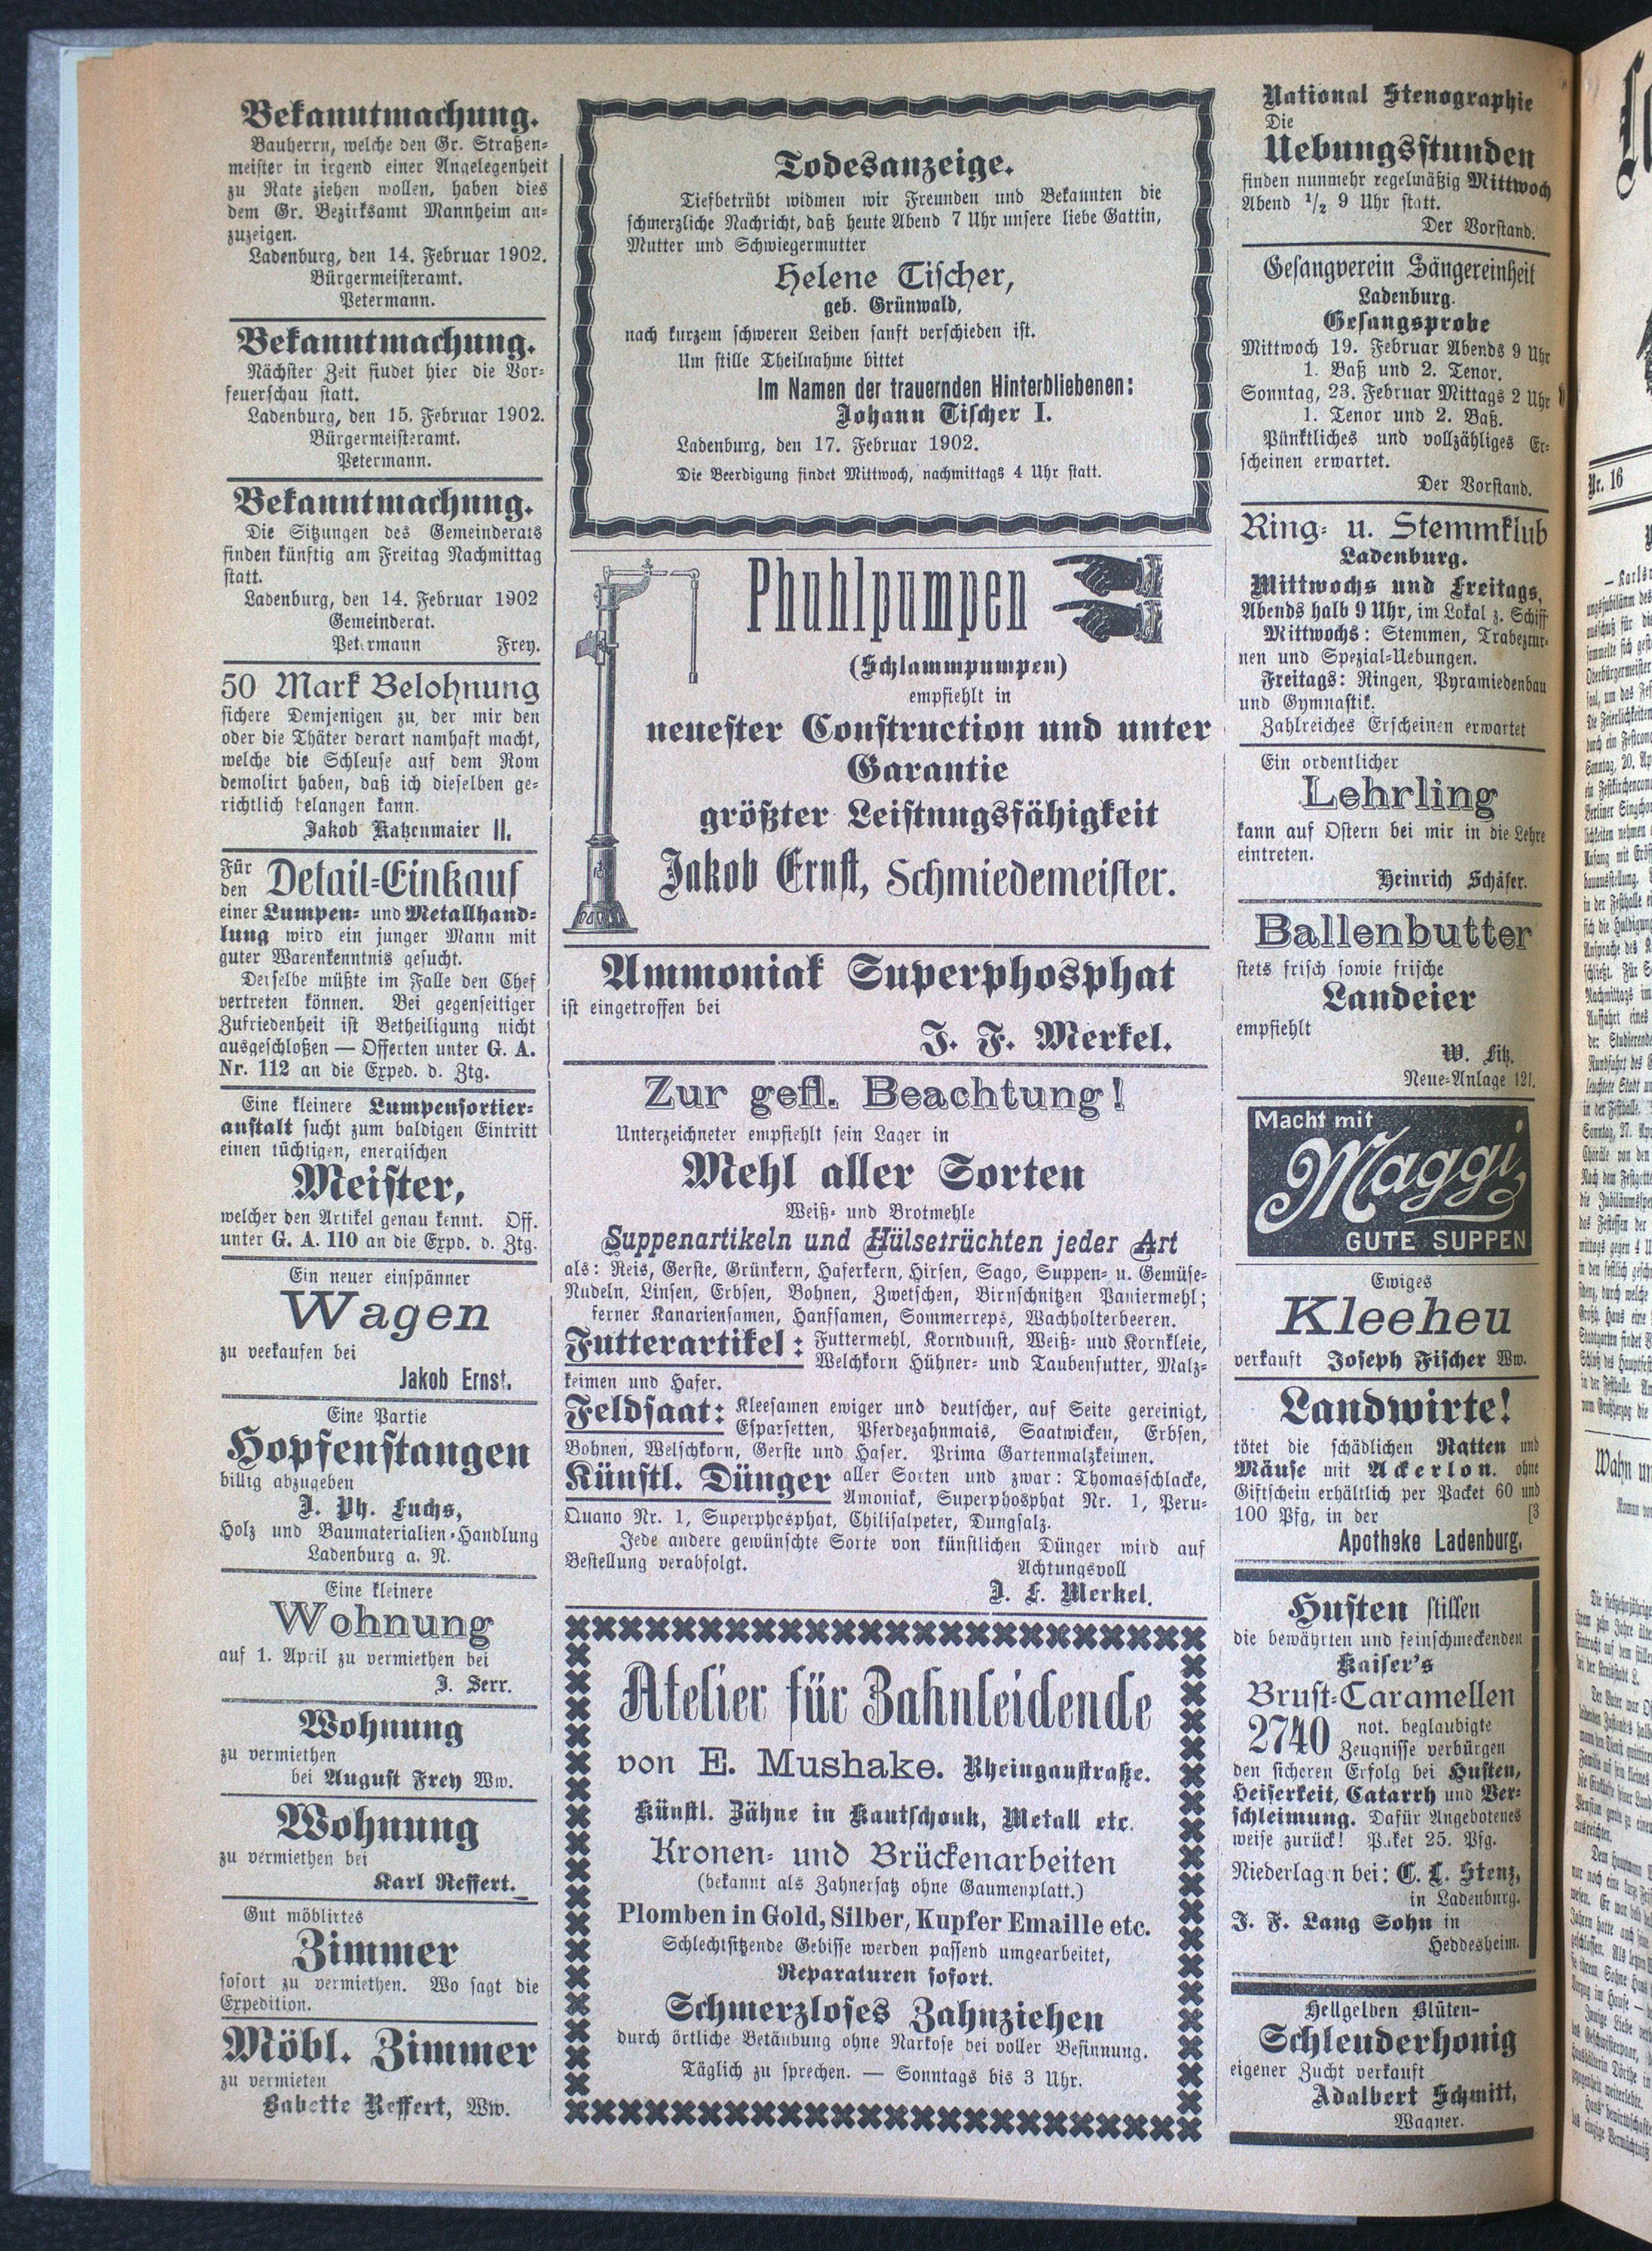 Bekanntmachung.
Bauherrn, welche den Gr. Straßen-
meister in irgend einer Angelegenheit
zu Rate ziehen wollen, haben dies
dem Gr. Bezirksamt Mannheim an-
zuzeigen.
Ladenburg, den 14. Februar 1902.
Bürgermeisteramt.
Petermann.
Bekanntmachung.
Nächster Zeit findet hier die Vor-
feuerschau statt.
Ladenburg, den 15. Februar 1902.
Bürgermeisteramt.
Petermann.
Bekanntmachung.
Die Sitzungen des Gemeinderats
finden künftig am Freitag Nachmittag
statt.
Ladenburg, den 14. Februar 1902
Gemeinderat.
Petermann Frey.
50 Mark Belohnung
sichere Demjenigen zu, der mir den
oder die Thäter derart namhaft macht,
welche die Schleuse auf dem Rom
demolirt haben, daß ich dieselben ge-
richtlich belangen kann.
Jakob Katzenmaier II.
Für
den Detail-Einkauf
einer Lumpen- und Metallhand-
lung wird ein junger Mann mit
guter Warenkenntnis gesucht.
Derselbe müßte im Falle den Chef
vertreten können. Bei gegenseitiger
Zufriedenheit ist Betheiligung nicht
ausgeschloßen — Offerten unter G. A.
Nr. 112 an die Exped. d. Ztg.
Eine kleinere Lumpensortier-
anstalt sucht zum baldigen Eintritt
einen tüchtigen, energischen
Meister,
welcher den Artikel genau kennt. Off.
unter G. A. 110 an die Expd. d. Ztg.
Ein neuer einspänner
Wagen
zu veekaufen bei
Jakob Ernst.
Eine Partie
Hopfenstangen
billig abzugeben
J. Ph. Fuchs,
Holz und Baumaterialien-Handlung
Ladenburg a. N.
Eine kleinere
Wohnung
auf 1. April zu vermiethen bei
J. Serr.
Wohnung
zu vermiethen
bei August Frey Ww.
Wohnung
zu vermiethen bei
Karl Reffert.
Gut möblirtes
Zimmer
sofort zu vermiethen. Wo sagt die
Expedition.
Möbl. Zimmer
zu vermieten
Babette Reffert, Ww.
Todesanzeige.
Tiefbetrübt widmen wir Freunden und Bekannten die
schmerzliche Nachricht, daß heute Abend 7 Uhr unsere liebe Gattin,
Mutter und Schwiegermutter
Helene Tischer,
geb. Grünwald,
nach kurzem schweren Leiden sanft verschieden ist.
Um stille Theilnahme bittet
Im Namen der trauernden Hinterbliebenen:
Johann Tischer I.
Ladenburg, den 17. Februar 1902.
Die Beerdigung findet Mittwoch, nachmittags 4 Uhr statt.
Phuhlpumpen
(Schlammpumpen)
empfiehlt in
neuester Construction und unter
Garantie
größter Leistungsfähigkeit
Jakob Ernst, Schmiedemeister.
Ammoniak Superphosphat
ist eingetroffen bei
J. F. Merkel.
Zur gefl. Beachtung!
Unterzeichneter empfiehlt sein Lager in
Mehl aller Sorten
Weiß- und Brotmehle
Suppenartikeln und Hülsetrüchten jeder Art
als: Reis, Gerste, Grünkern, Haferkern, Hirsen, Sago, Suppen- u. Gemüse-
Nudeln, Linsen, Erbsen, Bohnen, Zwetschen, Birnschnitzen Paniermehl;
ferner Kanariensamen, Hanfsamen, Sommerreps, Wachholterbeeren.
Futterartikel: Futtermehl, Korndunst, Weiß- und Kornkleie,
Welchkorn Hühner- und Taubenfutter, Malz-
keimen und Hafer.
Feldsaat: Kleesamen ewiger und deutscher, auf Seite gereinigt,
Esparsetten, Pferdezahnmais, Saatwicken, Erbsen,
Bohnen, Welschkorn, Gerste und Hafer. Prima Gartenmalzkeimen.
Künstl. Dünger aller Sorten und zwar: Thomasschlacke,
Amoniak, Superphosphat Nr. 1, Peru-
Quano Nr. 1, Superphosphat, Chilisalpeter, Dungsalz.
Jede andere gewünschte Sorte von künstlichen Dünger wird auf
Bestellung verabfolgt. Achtungsvoll
J. F. Merkel.
Atelier für Zahnleidende
von E. Mushake. Rheingaustraße.
Künstl. Zähne in Kautschouk, Metall etc.
Kronen- und Brückenarbeiten
(bekannt als Zahnersatz ohne Gaumenplatt.)
Plomben in Gold, Silber, Kupfer Emaille etc.
Schlechtsitzende Gebisse werden passend umgearbeitet,
Reparaturen sofort.
Schmerzloses Zahnziehen
durch örtliche Betäubung ohne Narkose bei voller Besinnung.
Täglich zu sprechen. — Sonntags bis 3 Uhr.
National Stenographie
Die
Uebungsstunden
finden nunmehr regelmäßig Mittwoch
Abend 1/2 9 Uhr statt.
Der Vorstand.
Gesangverein Sängereinheit
Ladenburg.
Gesangsprobe
Mittwoch 19. Februar Abends 9 Uhr
1. Baß und 2. Tenor.
Sonntag, 23. Februar Mittags 2 Uhr
1. Tenor und 2. Baß.
Pünktliches und vollzähliges Er-
scheinen erwartet.
Der Vorstand.
Ring- u. Stemmklub
Ladenburg.
Mittwochs und Freitags,
Abends halb 9 Uhr, im Lokal z. Schiff
Mittwochs: Stemmen, Trabeztur-
nen und Spezial-Uebungen.
Freitags: Ringen, Pyramiedenbau
und Gymnastik.
Zahlreiches Erscheinen erwartet
Ein ordentlicher
Lehrling
kann auf Ostern bei mir in die Lehre
eintreten.
Heinrich Schäfer.
Ballenbutter
stets frisch sowie frische
Landeier
empfiehlt
W. Fitz.
Neue-Anlage 121.
Macht mit
Maggi
GUTE SUPPEN
Ewiges
Kleeheu
verkauft Joseph Fischer Ww.
Landwirte!
tötet die schädlichen Ratten und
Mäuse mit Ackerlon. ohne
Giftschein erhältlich per Packet 60 und
100 Pfg, in der [3
Apotheke Ladenburg.
Husten stillen
die bewährten und feinschmeckenden
Kaiser's
Brust-Caramellen
2740 not. beglaubigte
Zeugnisse verbürgen
den sicheren Erfolg bei Husten,
Heiserkeit, Catarrh und Ver-
schleimung. Dafür Angebotenes
weise zurück! Paket 25. Pfg.
Niederlagen bei: C. L. Stenz,
in Ladenburg.
J. F. Lang Sohn in
Heddesheim.
Hellgelben Blüten-
Schleuderhonig
eigener Zucht verkauft
Adalbert Schmitt,
Wagner.
Nr. 16